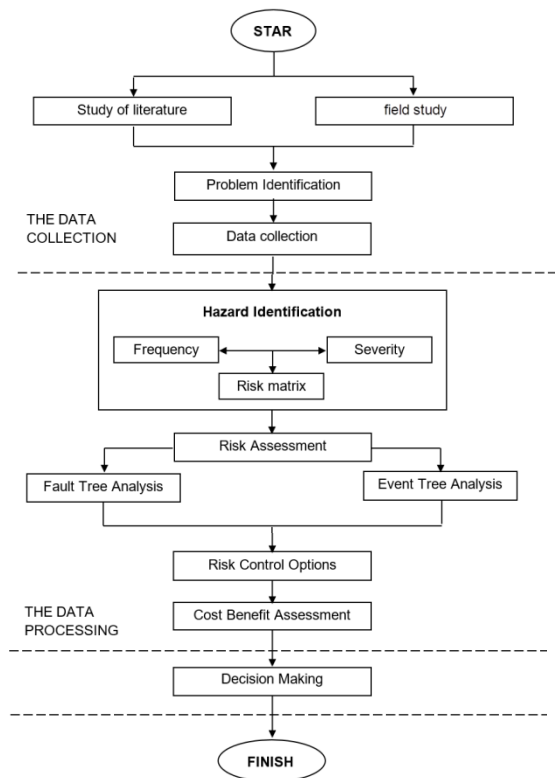 STAR
Study of literature
field study
Problem Identification
THE DATA
COLLECTION
Data collection
Hazard Identification
Frequency
Severity
Risk matrix
Risk Assessment
Fault Tree Analysis
Event Tree Analysis
Risk Control Options
THE DATA
PROCESSING
Cost Benefit Assessment
Decision Making
FINISH